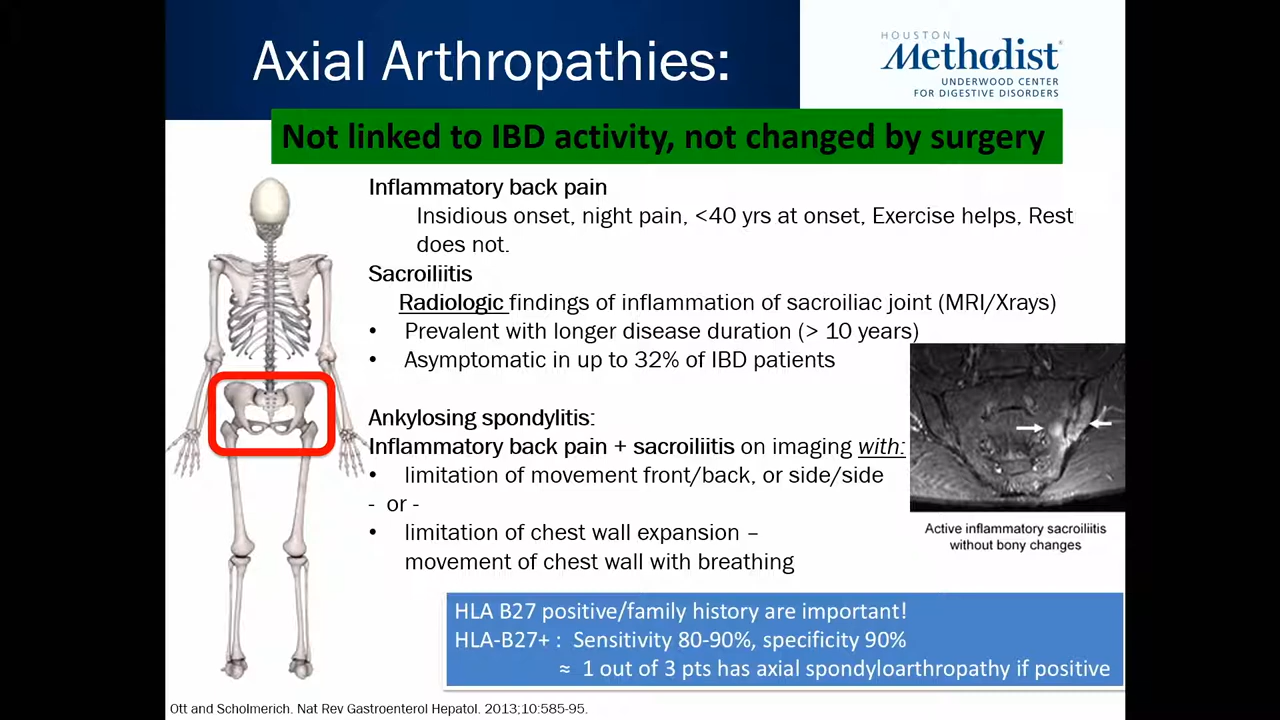 Axial Arthropathies:
HOUSTON
Methodist®
UNDERWOOD CENTER
FOR DIGESTIVE DISORDERS
Not linked to IBD activity, not changed by surgery
Inflammatory back pain
Insidious onset, night pain, <40 yrs at onset, Exercise helps, Rest
does not.
Sacroiliitis
Radiologic findings of inflammation of sacroiliac joint (MRI/Xrays)
• Prevalent with longer disease duration (> 10 years)
• Asymptomatic in up to 32% of IBD patients
Ankylosing spondylitis:
Inflammatory back pain + sacroiliitis on imaging with:
• limitation of movement front/back, or side/side
- or -
• limitation of chest wall expansion –
movement of chest wall with breathing
Active inflammatory sacroiliitis
without bony changes
HLA B27 positive/family history are important!
HLA-B27+ : Sensitivity 80-90%, specificity 90%
≈ 1 out of 3 pts has axial spondyloarthropathy if positive
Ott and Scholmerich. Nat Rev Gastroenterol Hepatol. 2013;10:585-95.